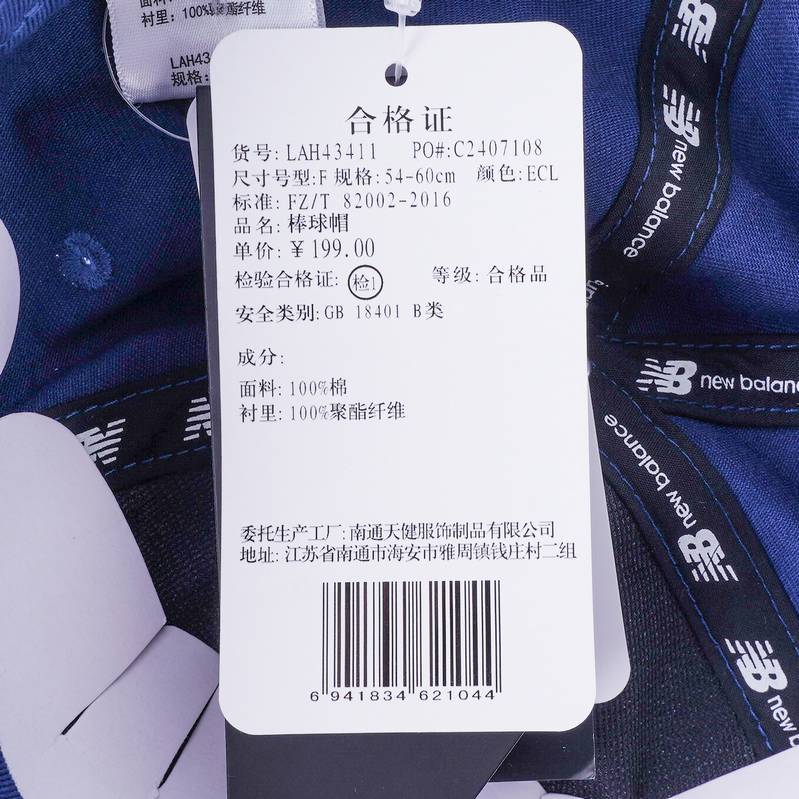 衬里: 100%聚酯纤维
LAH43
规格:
合格证
货号: LAH43411 PO#:C2407108
尺寸号型:F 规格: 54-60cm 颜色: ECL
标准: FZ/T 82002-2016
品名: 棒球帽
单价: ￥199.00
检验合格证: 检1 等级: 合格品
安全类别: GB 18401 B类
成分:
面料: 100%棉
衬里: 100%聚酯纤维
委托生产工厂: 南通天健服饰制品有限公司
地址: 江苏省南通市海安市雅周镇钱庄村二组
6 941834 621044
new balance
new balance
new balance
new balance